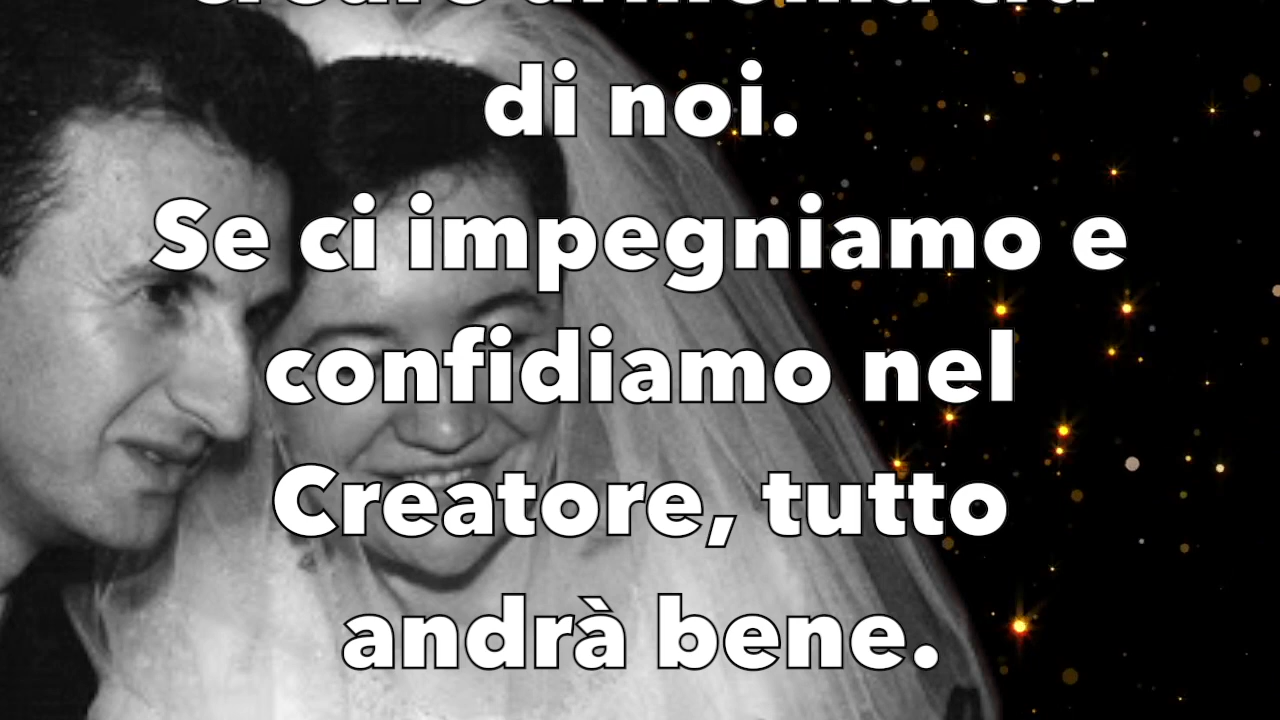 di noi.
Se ci impegniamo e
confidiamo nel
Creatore, tutto
andrà bene.